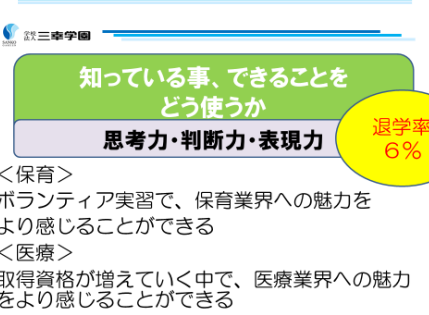 学校法人 三幸学園
知っている事、できることを
どう使うか
思考力・判断力・表現力
退学率
6%
<保育>
ボランティア実習で、保育業界への魅力を
より感じることができる
<医療>
取得資格が増えていく中で、医療業界への魅力
をより感じることができる